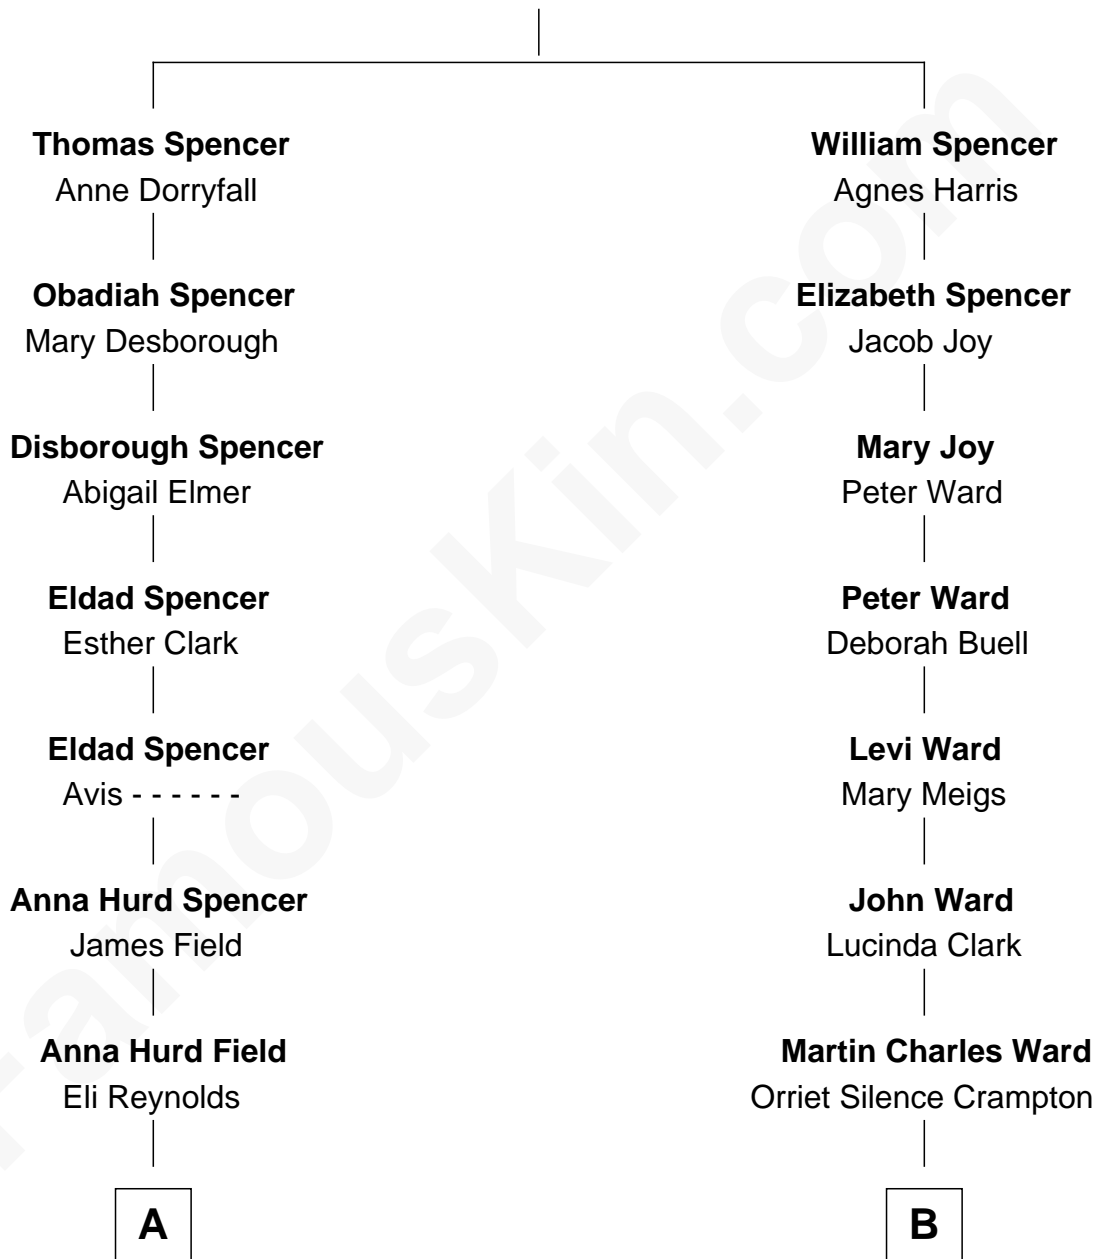 Thomas Spencer
Anne Dorryfall
Obadiah Spencer
Mary Desborough
Disborough Spencer
Abigail Elmer
Eldad Spencer
Esther Clark
Eldad Spencer
Avis - - - - - -
Anna Hurd Spencer
James Field
Anna Hurd Field
Eli Reynolds
A
William Spencer
Agnes Harris
Elizabeth Spencer
Jacob Joy
Mary Joy
Peter Ward
Peter Ward
Deborah Buell
Levi Ward
Mary Meigs
John Ward
Lucinda Clark
Martin Charles Ward
Orriet Silence Crampton
B
FamousKin.com